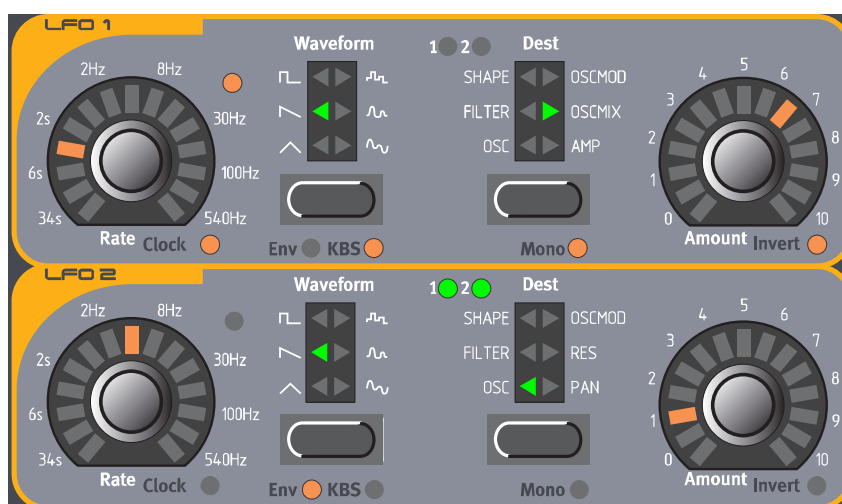 LFO 1
Waveform 1 2 Dest
2Hz 8Hz
2s 30Hz
6s 100Hz
34s 540Hz
Rate Clock
Env KBS
SHAPE OSCMOD
FILTER OSCMIX
OSC AMP
Mono
0 1 2 3 4 5 6 7 8 9 10
Amount Invert
LFO 2
Waveform 1 2 Dest
2Hz 8Hz
2s 30Hz
6s 100Hz
34s 540Hz
Rate Clock
Env KBS
SHAPE OSCMOD
FILTER RES
OSC PAN
Mono
0 1 2 3 4 5 6 7 8 9 10
Amount Invert